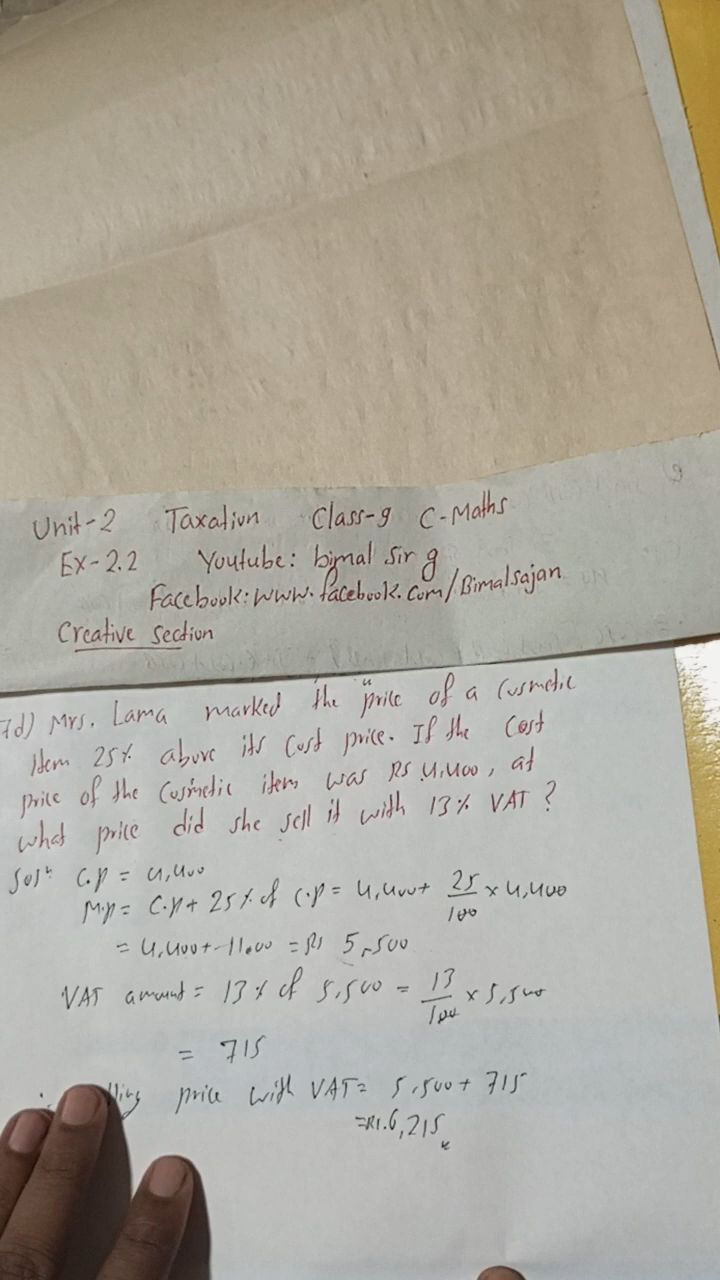 Unit-2 Taxation Class-9 C-Maths
Ex-2.2 Youtube: bimal sir g
Facebook: www.facebook.com/Bimalsajan
Creative section
7d) Mrs. Lama marked the price of a cosmetic
item 25% above its cost price. If the cost
price of the cosmetic item was Rs 4,400, at
what price did she sell it with 13% VAT?
Solⁿ C.P = 4,400
M.P = C.P + 25% of C.P = 4,400 + 25/100 × 4,400
= 4,400 + 1100 = Rs 5,500
VAT amount = 13% of 5,500 = 13/100 × 5,500
= 715
price with VAT = 5,500 + 715
= Rs. 6,215